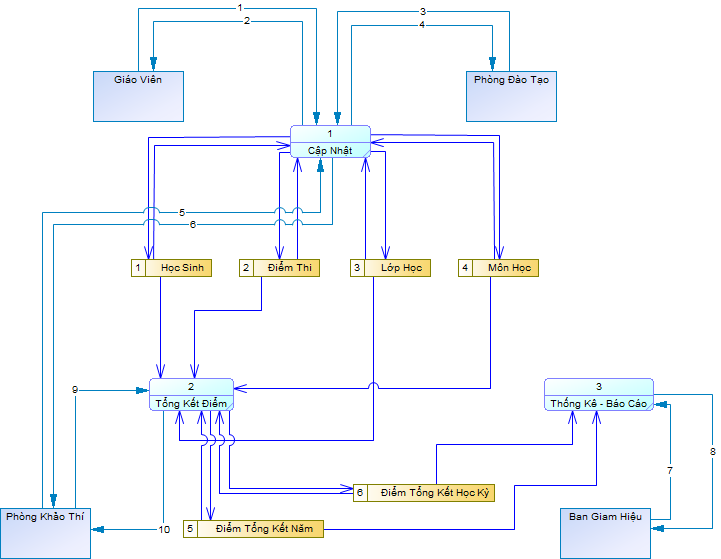 1
2
3
4
Giáo Viên
Phòng Đào Tạo
1
Cập Nhật
5
6
1 Học Sinh
2 Điểm Thi
3 Lớp Học
4 Môn Học
2
Tổng Kết Điểm
3
Thống Kê - Báo Cáo
9
8
7
6 Điểm Tổng Kết Học Kỳ
Phòng Khảo Thí
10
5 Điểm Tổng Kết Năm
Ban Giam Hiệu